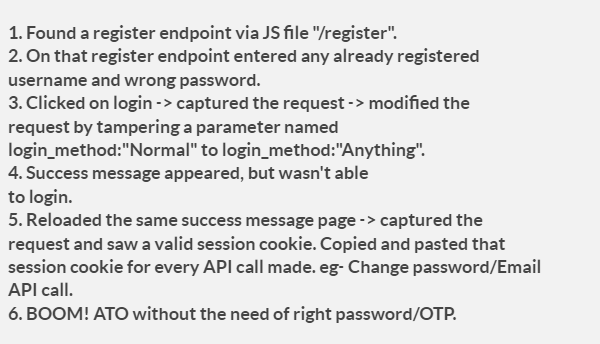 1. Found a register endpoint via JS file "/register".
2. On that register endpoint entered any already registered
username and wrong password.
3. Clicked on login -> captured the request -> modified the
request by tampering a parameter named
login_method:"Normal" to login_method:"Anything".
4. Success message appeared, but wasn't able
to login.
5. Reloaded the same success message page -> captured the
request and saw a valid session cookie. Copied and pasted that
session cookie for every API call made. eg- Change password/Email
API call.
6. BOOM! ATO without the need of right password/OTP.